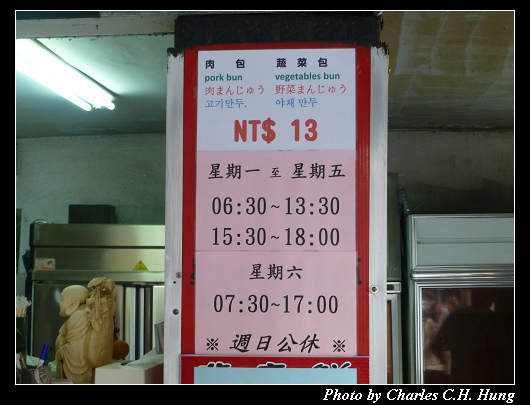 肉包 蔬菜包
pork bun vegetables bun
肉まんじゅう 野菜まんじゅう
고기만두. 야채 만두
NT$ 13
星期一 至 星期五
06:30~13:30
15:30~18:00
星期六
07:30~17:00
※ 週日公休 ※
Photo by Charles C.H. Hung